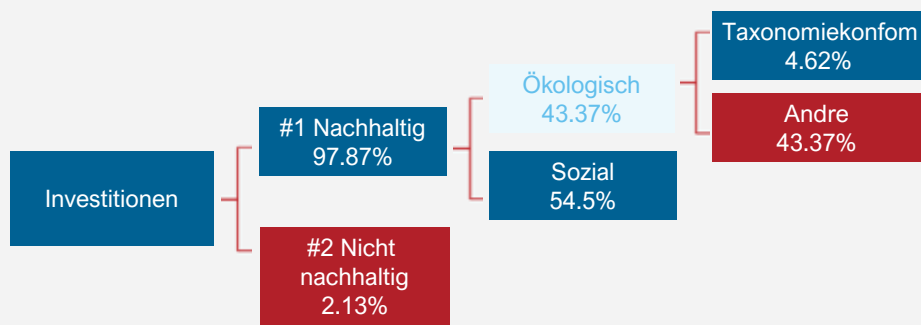 Investitionen
#1 Nachhaltig
97.87%
#2 Nicht
nachhaltig
2.13%
Ökologisch
43.37%
Sozial
54.5%
Taxonomiekonfom
4.62%
Andre
43.37%